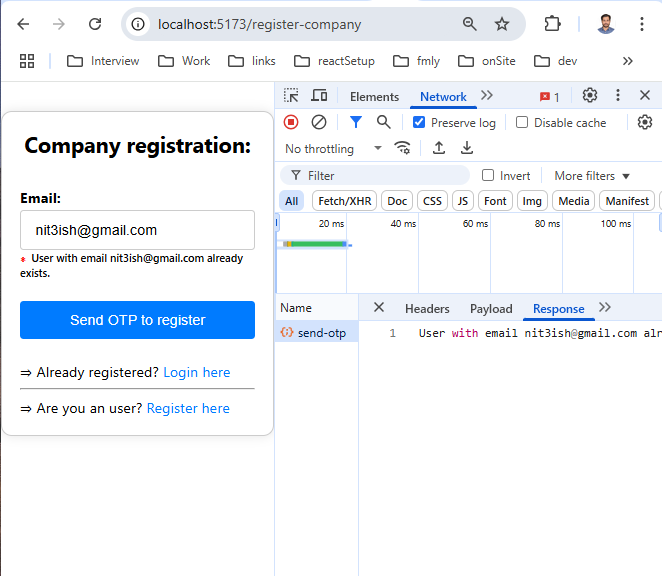 localhost:5173/register-company
Interview
Work
links
reactSetup
fmly
onSite
dev
Company registration:
Email:
nit3ish@gmail.com
* User with email nit3ish@gmail.com already
exists.
Send OTP to register
⇒ Already registered? Login here
⇒ Are you an user? Register here
Elements
Network
1
Preserve log
Disable cache
No throttling
Filter
Invert
More filters
All
Fetch/XHR
Doc
CSS
JS
Font
Img
Media
Manifest
20 ms
40 ms
60 ms
80 ms
100 ms
Name
Headers
Payload
Response
send-otp
1 User with email nit3ish@gmail.com alr